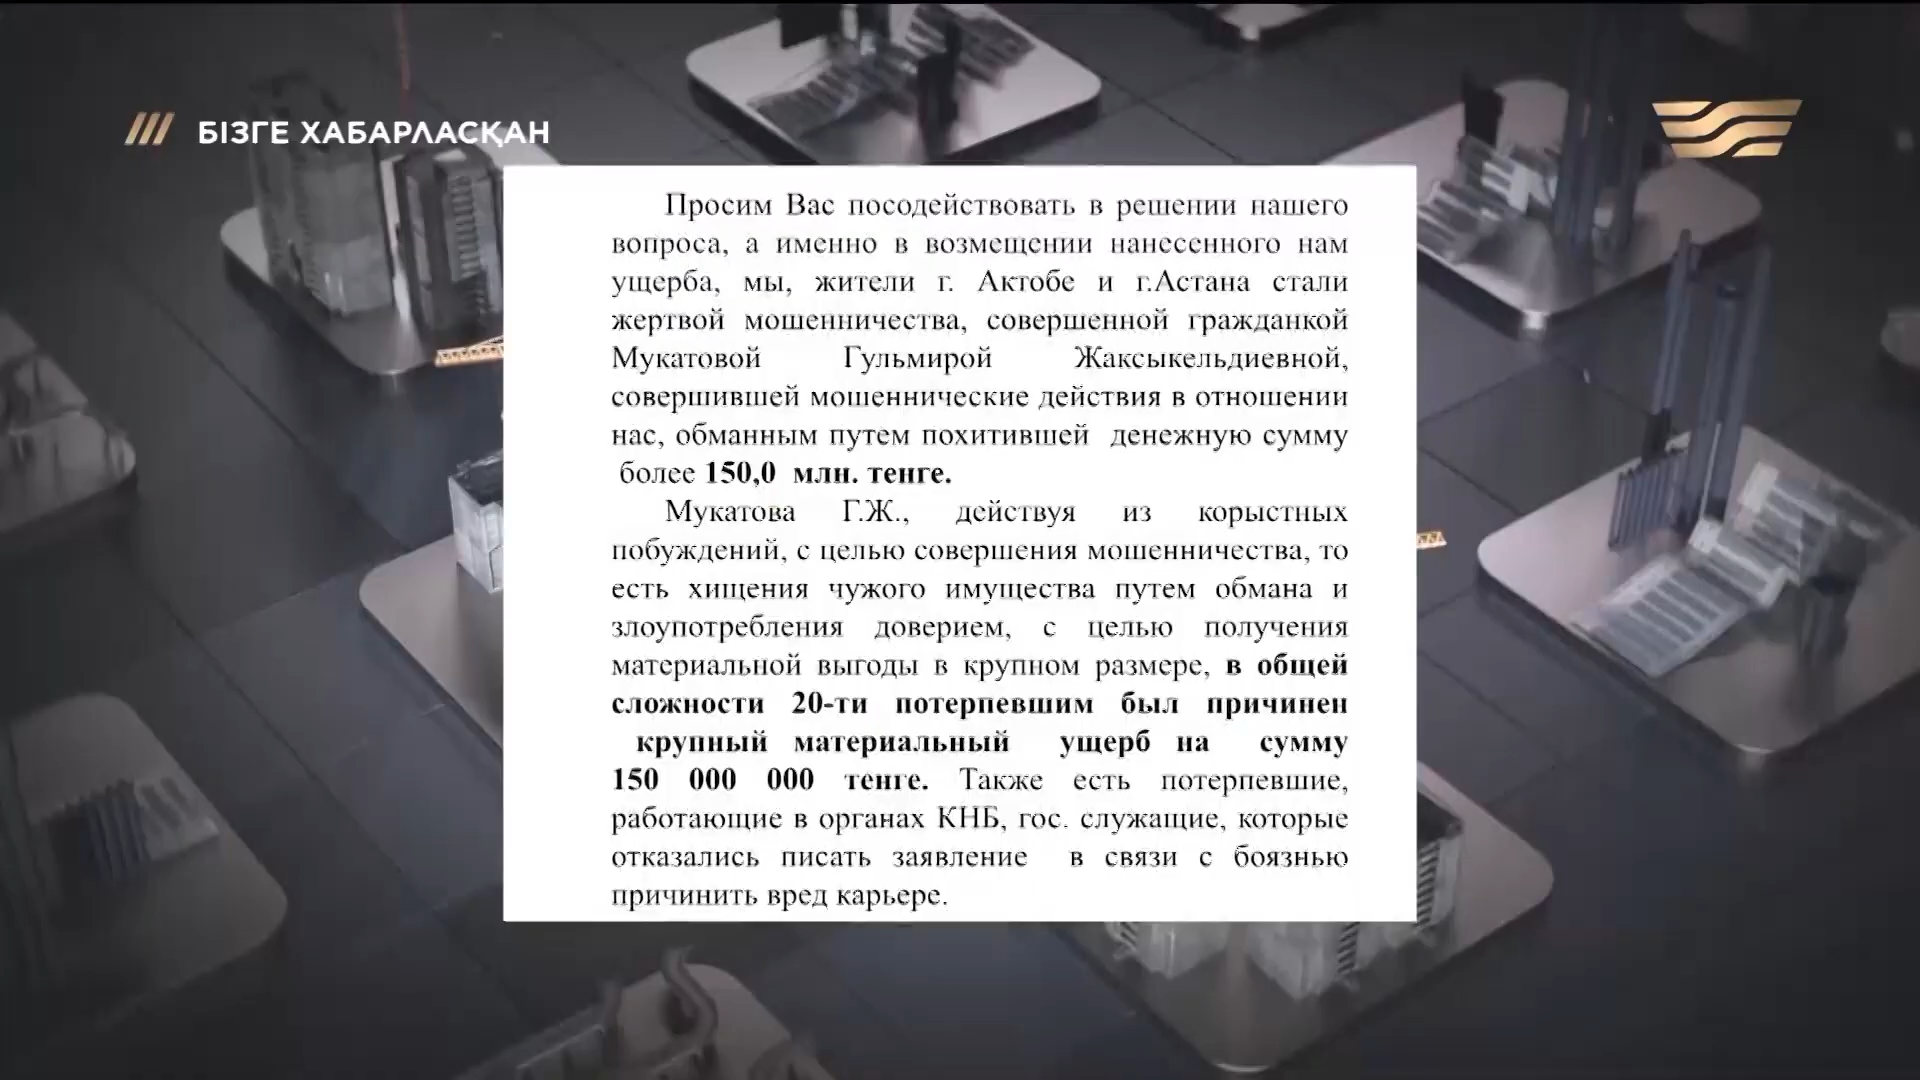 /// БІЗГЕ ХАБАРЛАСҚАН
Просим Вас посодействовать в решении нашего
вопроса, а именно в возмещении нанесенного нам
ущерба, мы, жители г. Актобе и г.Астана стали
жертвой мошенничества, совершенной гражданкой
Мукатовой Гульмирой Жаксыкельдиевной,
совершившей мошеннические действия в отношении
нас, обманным путем похитившей денежную сумму
более 150,0 млн. тенге.
Мукатова Г.Ж., действуя из корыстных
побуждений, с целью совершения мошенничества, то
есть хищения чужого имущества путем обмана и
злоупотребления доверием, с целью получения
материальной выгоды в крупном размере, в общей
сложности 20-ти потерпевшим был причинен
крупный материальный ущерб на сумму
150 000 000 тенге. Также есть потерпевшие,
работающие в органах КНБ, гос. служащие, которые
отказались писать заявление в связи с боязнью
причинить вред карьере.